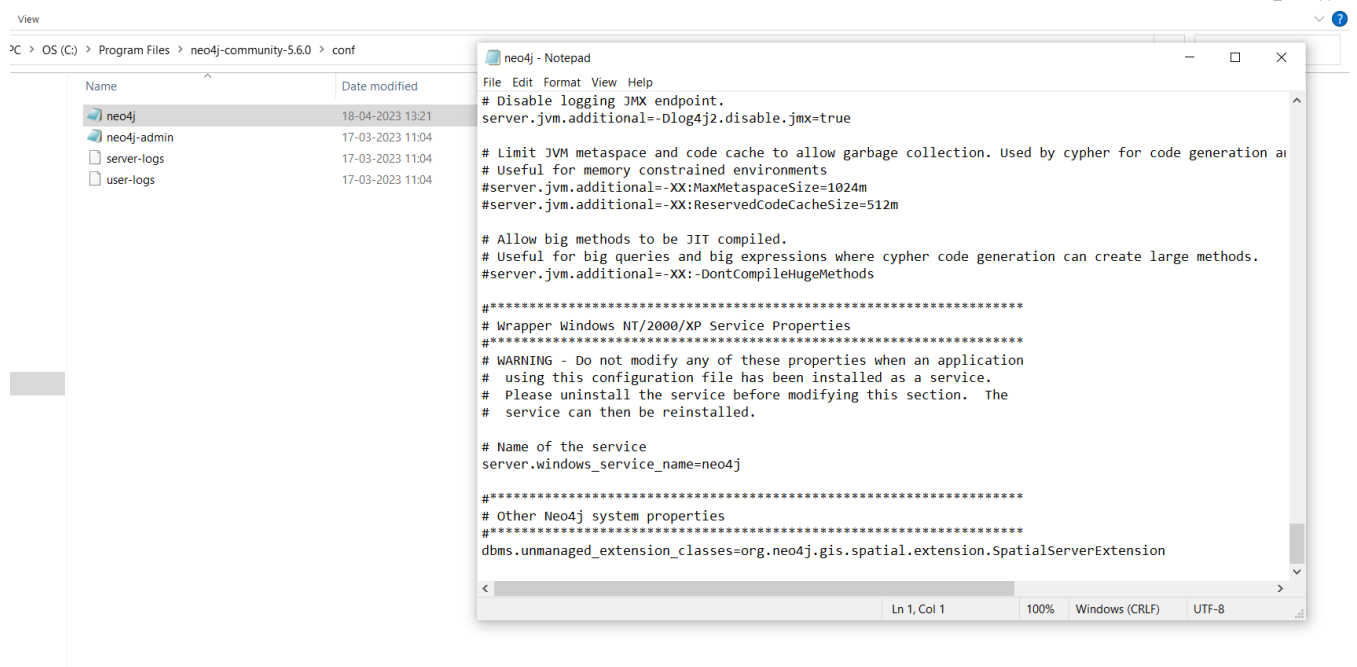 View
PC > OS (C:) > Program Files > neo4j-community-5.6.0 > conf
Name Date modified
neo4j 18-04-2023 13:21
neo4j-admin 17-03-2023 11:04
server-logs 17-03-2023 11:04
user-logs 17-03-2023 11:04
neo4j - Notepad
File Edit Format View Help
# Disable logging JMX endpoint.
server.jvm.additional=-Dlog4j2.disable.jmx=true
# Limit JVM metaspace and code cache to allow garbage collection. Used by cypher for code generation
# Useful for memory constrained environments
#server.jvm.additional=-XX:MaxMetaspaceSize=1024m
#server.jvm.additional=-XX:ReservedCodeCacheSize=512m
# Allow big methods to be JIT compiled.
# Useful for big queries and big expressions where cypher code generation can create large methods.
#server.jvm.additional=-XX:-DontCompileHugeMethods
#********************************************************************
# Wrapper Windows NT/2000/XP Service Properties
#********************************************************************
# WARNING - Do not modify any of these properties when an application
#  using this configuration file has been installed as a service.
#  Please uninstall the service before modifying this section.  The
#  service can then be reinstalled.
# Name of the service
server.windows_service_name=neo4j
#********************************************************************
# Other Neo4j system properties
#********************************************************************
dbms.unmanaged_extension_classes=org.neo4j.gis.spatial.extension.SpatialServerExtension
Ln 1, Col 1 100% Windows (CRLF) UTF-8